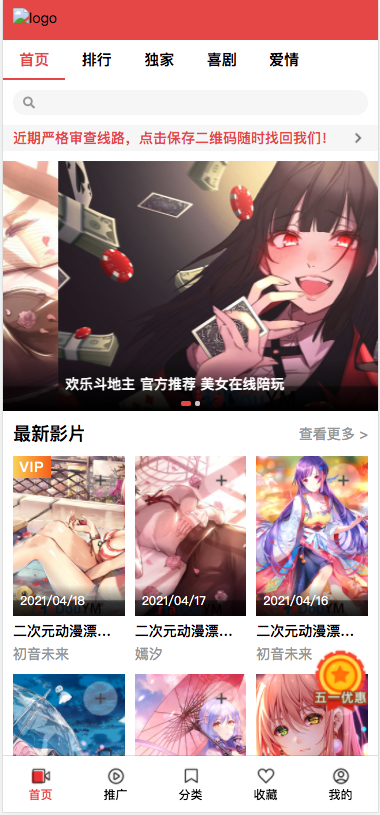 logo
首页 排行 独家 喜剧 爱情
近期严格审查线路，点击保存二维码随时找回我们！ >
欢乐斗地主 官方推荐 美女在线陪玩
最新影片 查看更多 >
VIP
2021/04/18 2021/04/17 2021/04/16
二次元动漫漂... 二次元动漫漂... 二次元动漫漂...
初音未来 嫣汐 初音未来
五一优惠
首页 推广 分类 收藏 我的